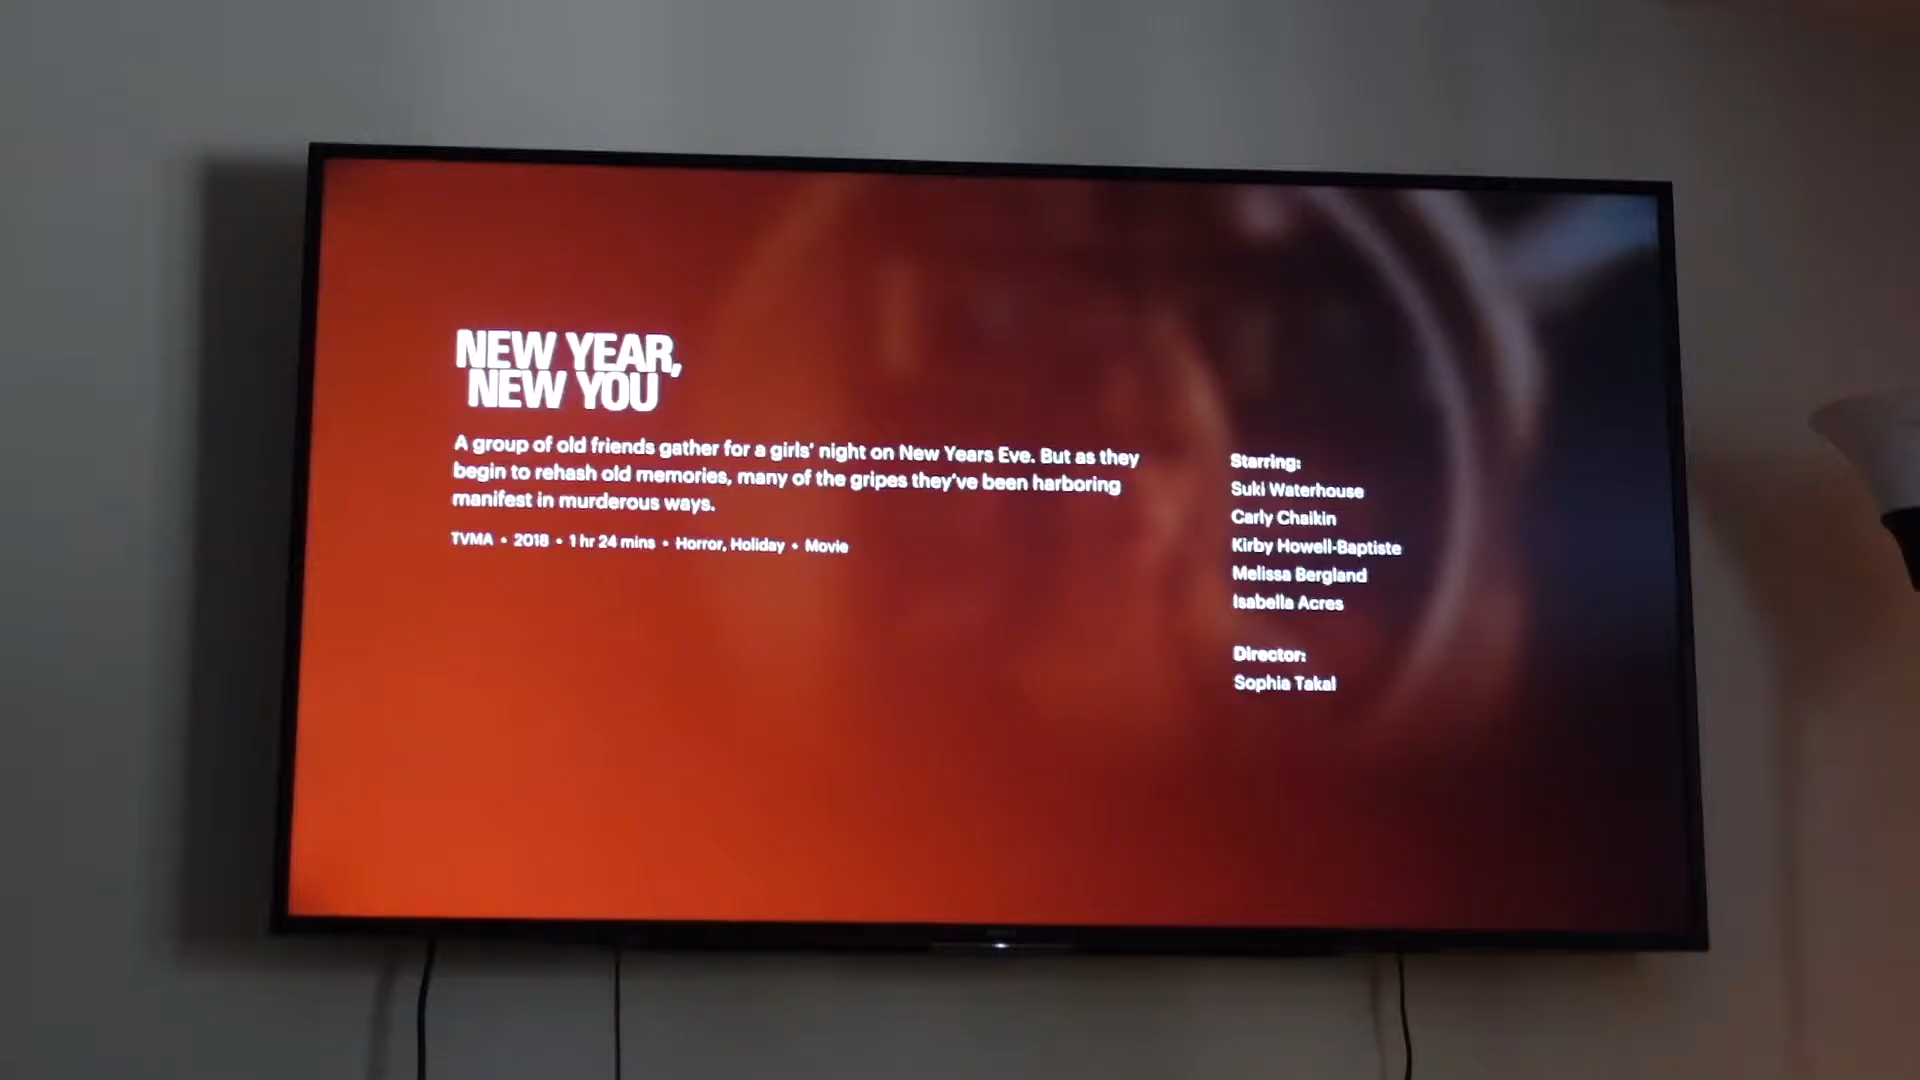 NEW YEAR,
NEW YOU
A group of old friends gather for a girls' night on New Years Eve. But as they
begin to rehash old memories, many of the gripes they've been harboring
manifest in murderous ways.
TVMA • 2018 • 1 hr 24 mins • Horror, Holiday • Movie
Starring:
Suki Waterhouse
Carly Chaikin
Kirby Howell-Baptiste
Melissa Bergland
Isabella Acres
Director:
Sophia Takal